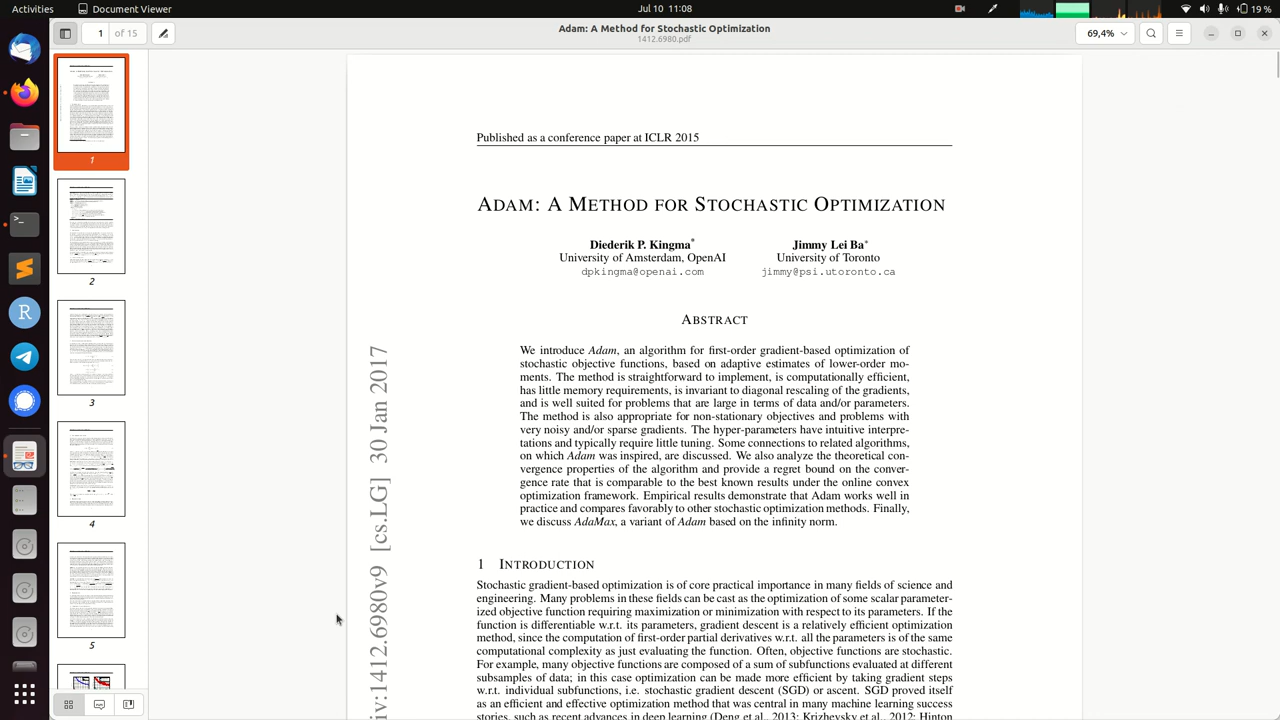 Activities
Document Viewer
Jul 10 11:08
19 %
1
of 15
Adam: A Method for Stochastic Optimization
1412.6980.pdf
69,4%
1
2
3
4
5
iv:1412.6980v9 [cs.LG] 30 Jan 2017
Published as a conference paper at ICLR 2015
ADAM: A METHOD FOR STOCHASTIC OPTIMIZATION
Diederik P. Kingma*
Jimmy Lei Ba*
University of Amsterdam, OpenAI
University of Toronto
dpkingma@openai.com
jimmy@psi.utoronto.ca
ABSTRACT
We introduce Adam, an algorithm for first-order gradient-based optimization of
stochastic objective functions, based on adaptive estimates of lower-order mo-
ments. The method is straightforward to implement, is computationally efficient,
has little memory requirements, is invariant to diagonal rescaling of the gradients,
and is well suited for problems that are large in terms of data and/or parameters.
The method is also appropriate for non-stationary objectives and problems with
very noisy and/or sparse gradients. The hyper-parameters have intuitive interpre-
tations and typically require little tuning. Some connections to related algorithms,
on which Adam was inspired, are discussed. We also analyze the theoretical con-
vergence properties of the algorithm and provide a regret bound on the conver-
gence rate that is comparable to the best known results under the online convex
optimization framework. Empirical results demonstrate that Adam works well in
practice and compares favorably to other stochastic optimization methods. Finally,
we discuss AdaMax, a variant of Adam based on the infinity norm.
1 INTRODUCTION
Stochastic gradient-based optimization is of core practical importance in many fields of science and
engineering. Many problems in these fields can be cast as the optimization of some scalar parameter-
ized objective function requiring maximization or minimization with respect to its parameters. If the
function is differentiable w.r.t. its parameters, gradient descent is a relatively efficient optimization
method, since the computation of first-order partial derivatives w.r.t. all the parameters is of the same
computational complexity as just evaluating the function. Often, objective functions are stochastic.
For example, many objective functions are composed of a sum of subfunctions evaluated at different
subsamples of data; in this case optimization can be made more efficient by taking gradient steps
w.r.t. individual subfunctions, i.e. stochastic gradient descent (SGD) or ascent. SGD proved itself
as an efficient and effective optimization method that was central in many machine learning success
stories, such as recent advances in deep learning (Deng et al., 2013; Krizhevsky et al., 2012; Hinton